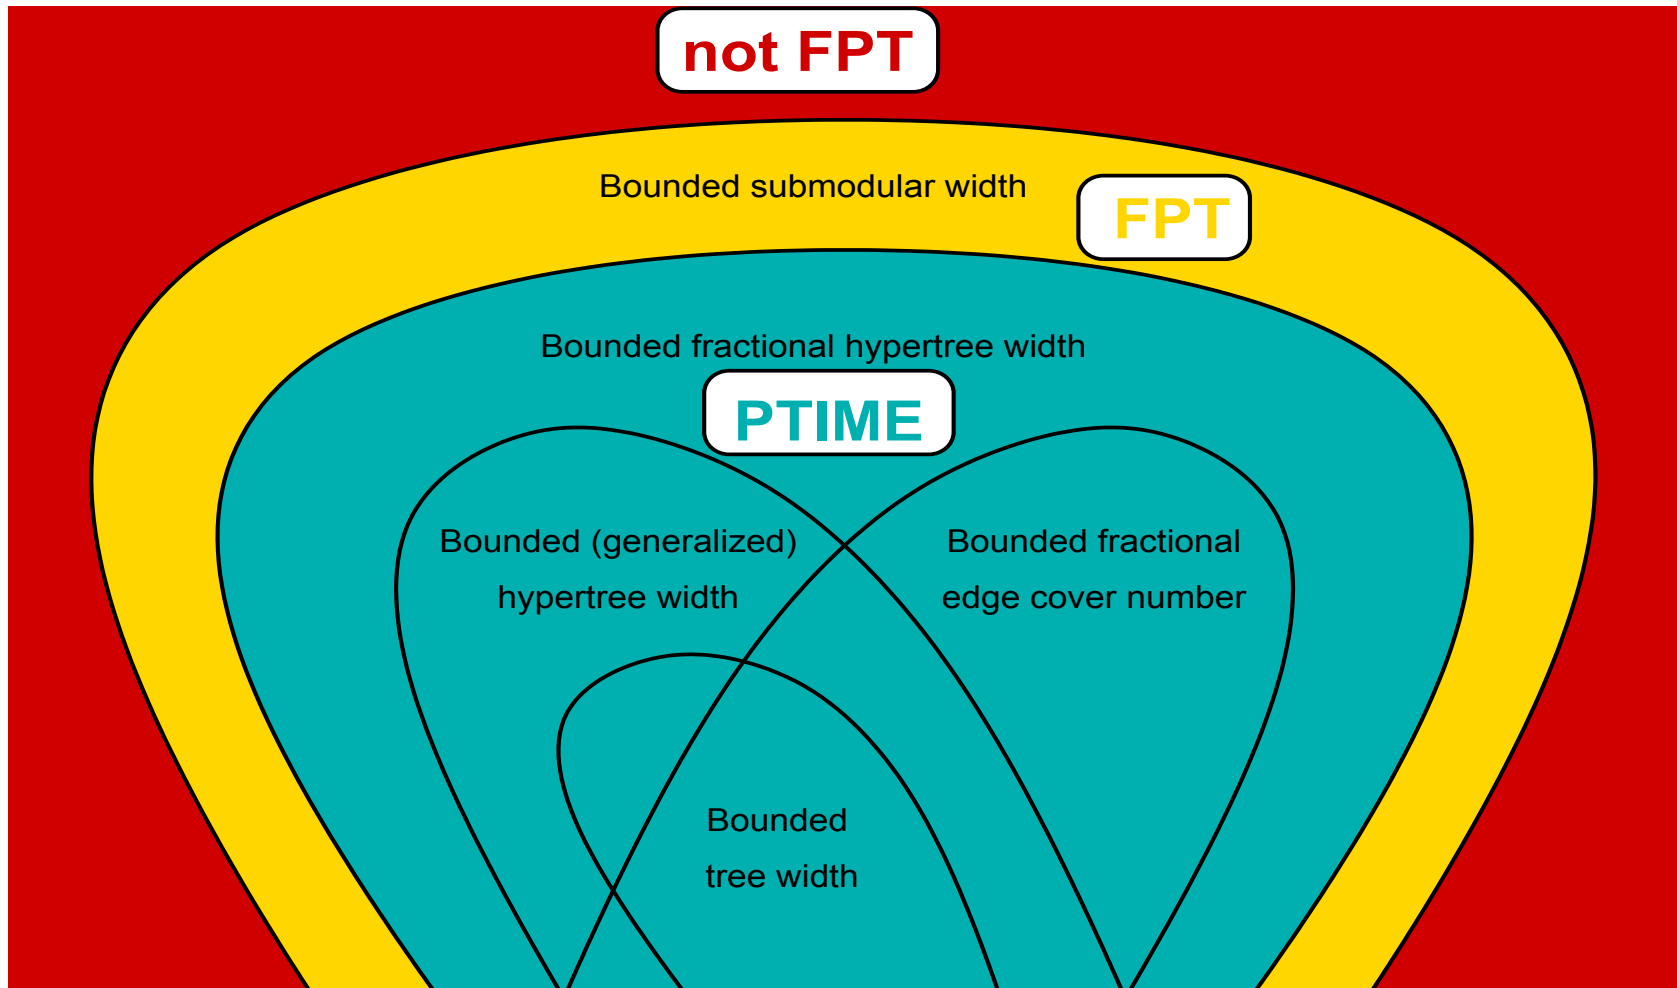 not FPT
Bounded submodular width
FPT
Bounded fractional hypertree width
PTIME
Bounded (generalized)
hypertree width
Bounded fractional
edge cover number
Bounded
tree width